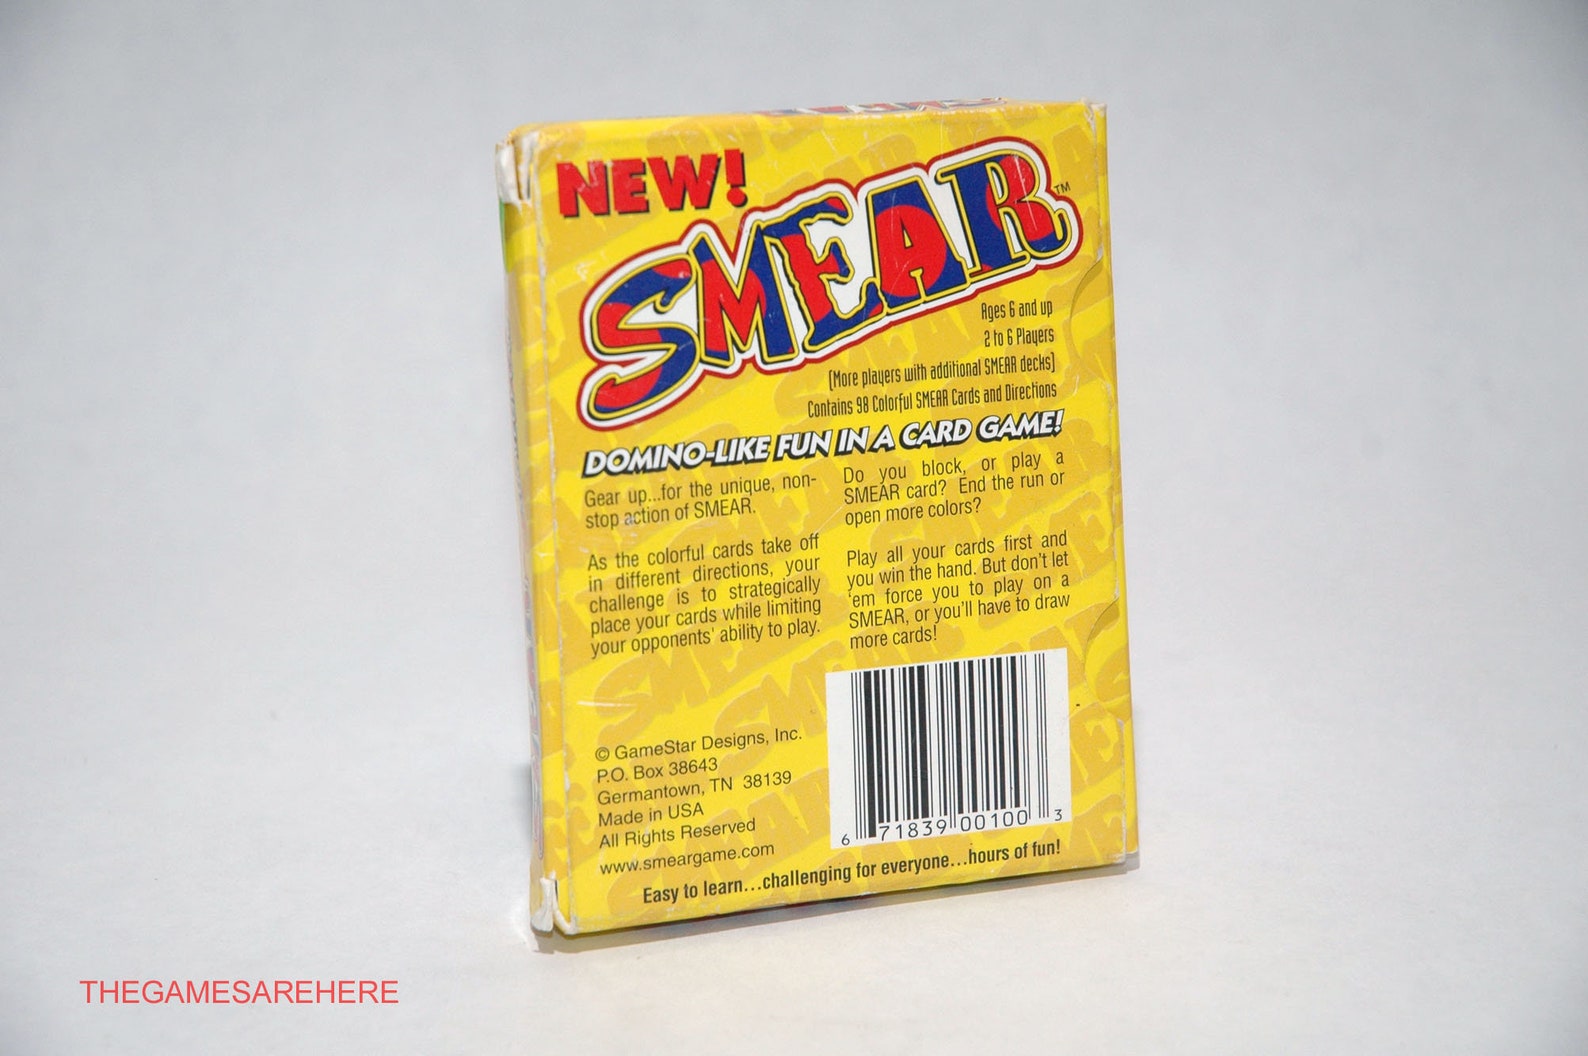 NEW!
SMEAR™
Ages 6 and up
2 to 6 Players
(More players with additional SMEAR decks)
Contains 98 Colorful SMEAR Cards and Directions
DOMINO-LIKE FUN IN A CARD GAME!
Gear up...for the unique, non-
stop action of SMEAR.
As the colorful cards take off
in different directions, your
challenge is to strategically
place your cards while limiting
your opponents' ability to play.
Do you block, or play a
SMEAR card? End the run or
open more colors?
Play all your cards first and
you win the hand. But don't let
'em force you to play on a
SMEAR, or you'll have to draw
more cards!
© GameStar Designs, Inc.
P.O. Box 38643
Germantown, TN 38139
Made in USA
All Rights Reserved
www.smeargame.com
6 71839 00100 3
Easy to learn...challenging for everyone...hours of fun!
THEGAMESAREHERE